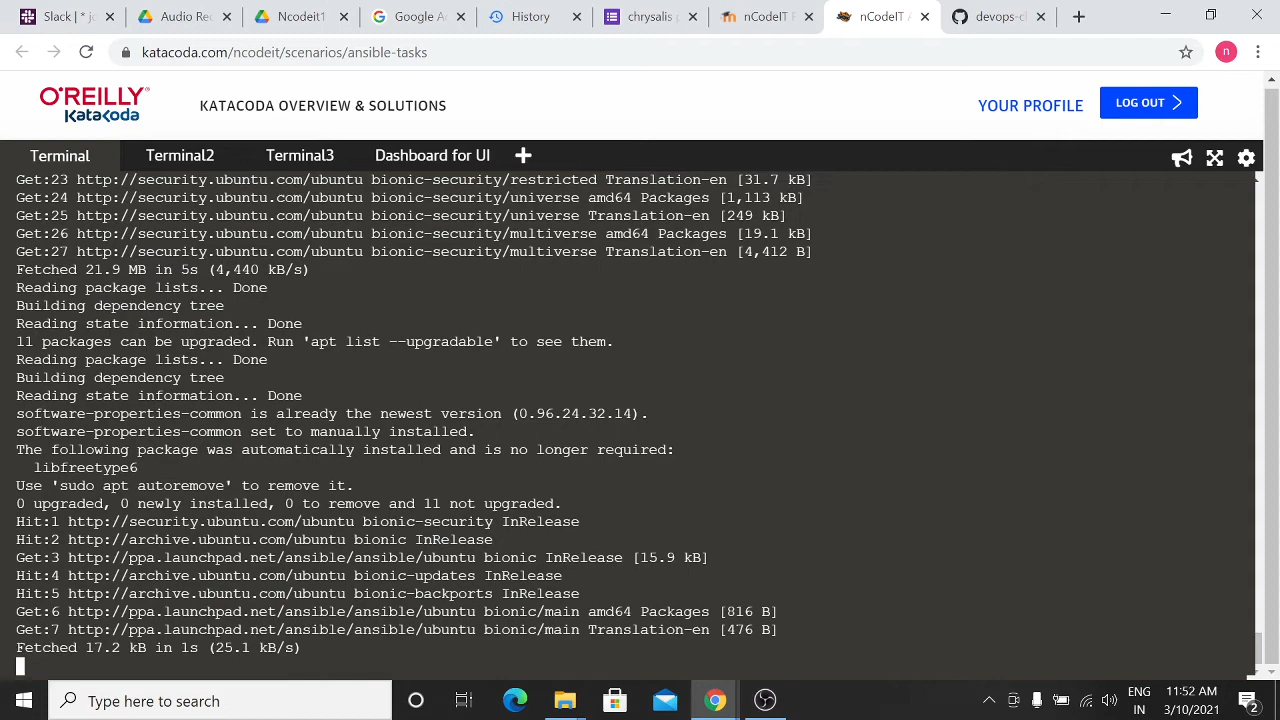 Slack |
Audio Rec
Ncodeit1
Google Ac
History
chrysalis p
nCodeIT F
nCodeIT A
devops-cl
katacoda.com/ncodeit/scenarios/ansible-tasks
n
O'REILLY®
KataKoda
KATACODA OVERVIEW & SOLUTIONS
YOUR PROFILE
LOG OUT
Terminal
Terminal2
Terminal3
Dashboard for UI
Get:23 http://security.ubuntu.com/ubuntu bionic-security/restricted Translation-en [31.7 kB]
Get:24 http://security.ubuntu.com/ubuntu bionic-security/universe amd64 Packages [1,113 kB]
Get:25 http://security.ubuntu.com/ubuntu bionic-security/universe Translation-en [249 kB]
Get:26 http://security.ubuntu.com/ubuntu bionic-security/multiverse amd64 Packages [19.1 kB]
Get:27 http://security.ubuntu.com/ubuntu bionic-security/multiverse Translation-en [4,412 B]
Fetched 21.9 MB in 5s (4,440 kB/s)
Reading package lists... Done
Building dependency tree
Reading state information... Done
11 packages can be upgraded. Run 'apt list --upgradable' to see them.
Reading package lists... Done
Building dependency tree
Reading state information... Done
software-properties-common is already the newest version (0.96.24.32.14).
software-properties-common set to manually installed.
The following package was automatically installed and is no longer required:
libfreetype6
Use 'sudo apt autoremove' to remove it.
0 upgraded, 0 newly installed, 0 to remove and 11 not upgraded.
Hit:1 http://security.ubuntu.com/ubuntu bionic-security InRelease
Hit:2 http://archive.ubuntu.com/ubuntu bionic InRelease
Get:3 http://ppa.launchpad.net/ansible/ansible/ubuntu bionic InRelease [15.9 kB]
Hit:4 http://archive.ubuntu.com/ubuntu bionic-updates InRelease
Hit:5 http://archive.ubuntu.com/ubuntu bionic-backports InRelease
Get:6 http://ppa.launchpad.net/ansible/ansible/ubuntu bionic/main amd64 Packages [816 B]
Get:7 http://ppa.launchpad.net/ansible/ansible/ubuntu bionic/main Translation-en [476 B]
Fetched 17.2 kB in 1s (25.1 kB/s)
Type here to search
ENG
IN
11:52 AM
3/10/2021
2